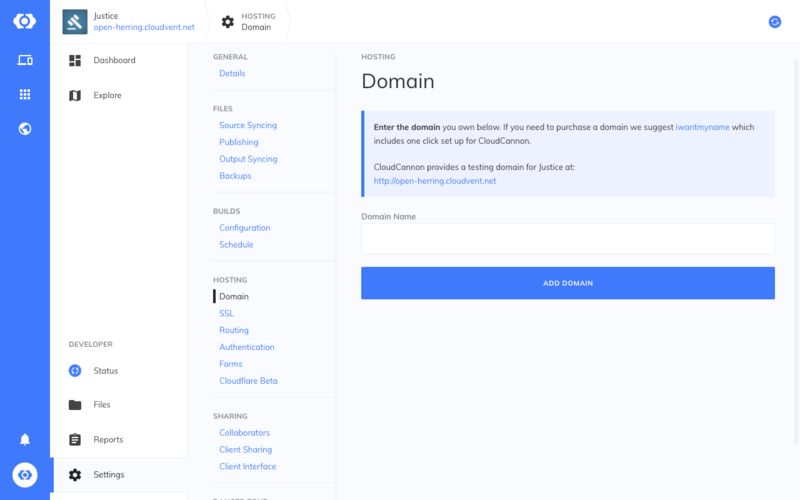 Justice
open-herring.cloudvent.net
HOSTING
Domain
Dashboard
Explore
DEVELOPER
Status
Files
Reports
Settings
GENERAL
Details
FILES
Source Syncing
Publishing
Output Syncing
Backups
BUILDS
Configuration
Schedule
HOSTING
Domain
SSL
Routing
Authentication
Forms
Cloudflare Beta
SHARING
Collaborators
Client Sharing
Client Interface
DANGER ZONE
HOSTING
Domain
Enter the domain you own below. If you need to purchase a domain we suggest iwantmyname which
includes one click set up for CloudCannon.
CloudCannon provides a testing domain for Justice at:
http://open-herring.cloudvent.net
Domain Name
ADD DOMAIN